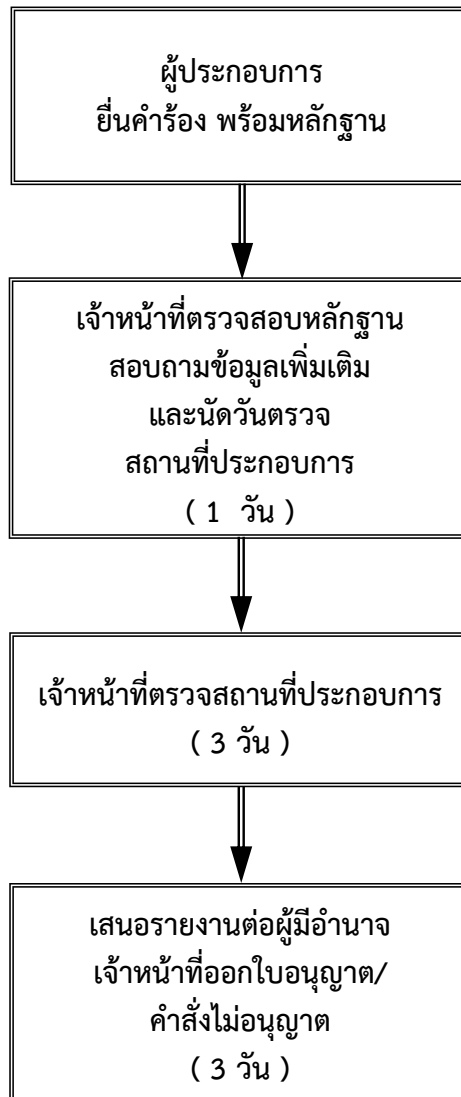 ผู้ประกอบการ
ยื่นคำร้อง พร้อมหลักฐาน
เจ้าหน้าที่ตรวจสอบหลักฐาน
สอบถามข้อมูลเพิ่มเติม
และนัดวันตรวจ
สถานที่ประกอบการ
( 1 วัน )
เจ้าหน้าที่ตรวจสถานที่ประกอบการ
( 3 วัน )
เสนอรายงานต่อผู้มีอำนาจ
เจ้าหน้าที่ออกใบอนุญาต/
คำสั่งไม่อนุญาต
( 3 วัน )